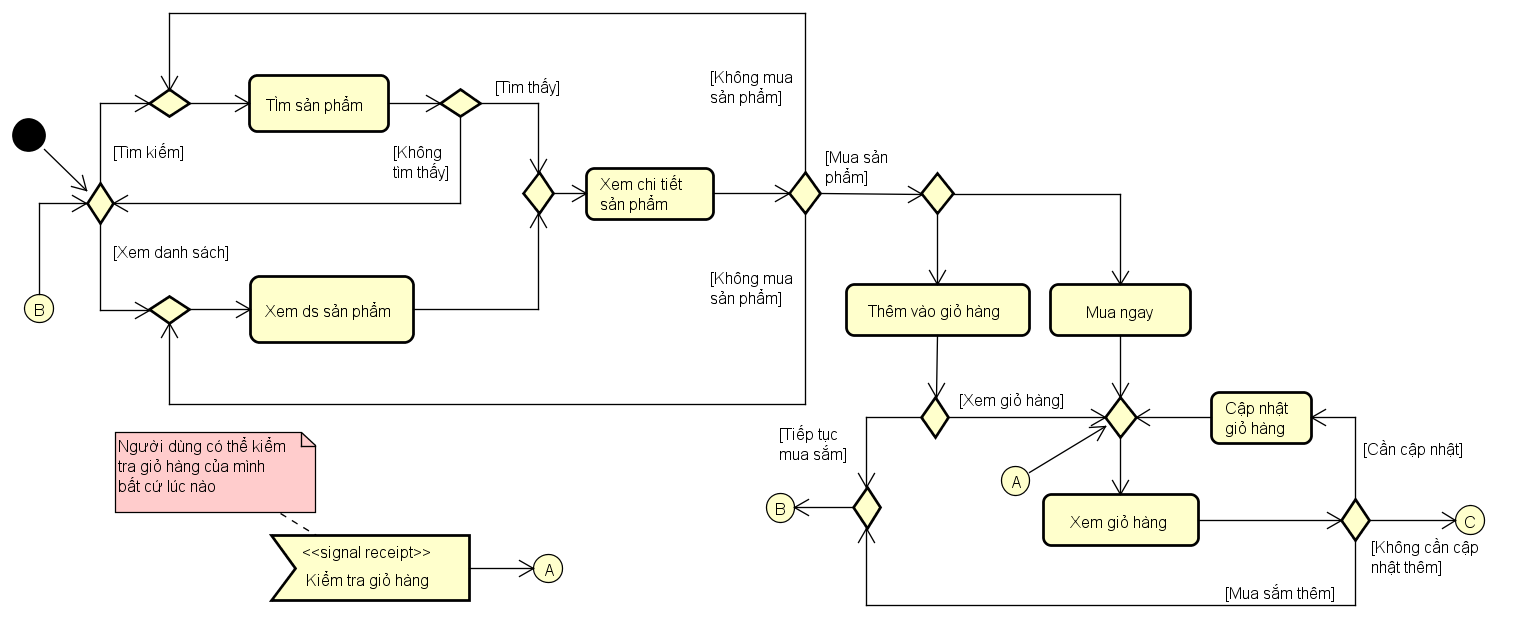 [Không mua
sản phẩm]
[Tìm thấy]
TÌm sản phẩm
[Tìm kiếm]
[Không
tìm thấy]
[Mua sản
phẩm]
Xem chi tiết
sản phẩm
[Xem danh sách]
[Không mua
sản phẩm]
B
Xem ds sản phẩm
Thêm vào giỏ hàng
Mua ngay
[Xem giỏ hàng]
Cập nhật
giỏ hàng
[Tiếp tục
mua sắm]
[Cần cập nhật]
Người dùng có thể kiểm
tra giỏ hàng của mình
bất cứ lúc nào
A
B
Xem giỏ hàng
C
<<signal receipt>>
Kiểm tra giỏ hàng
A
[Không cần cập
nhật thêm]
[Mua sắm thêm]